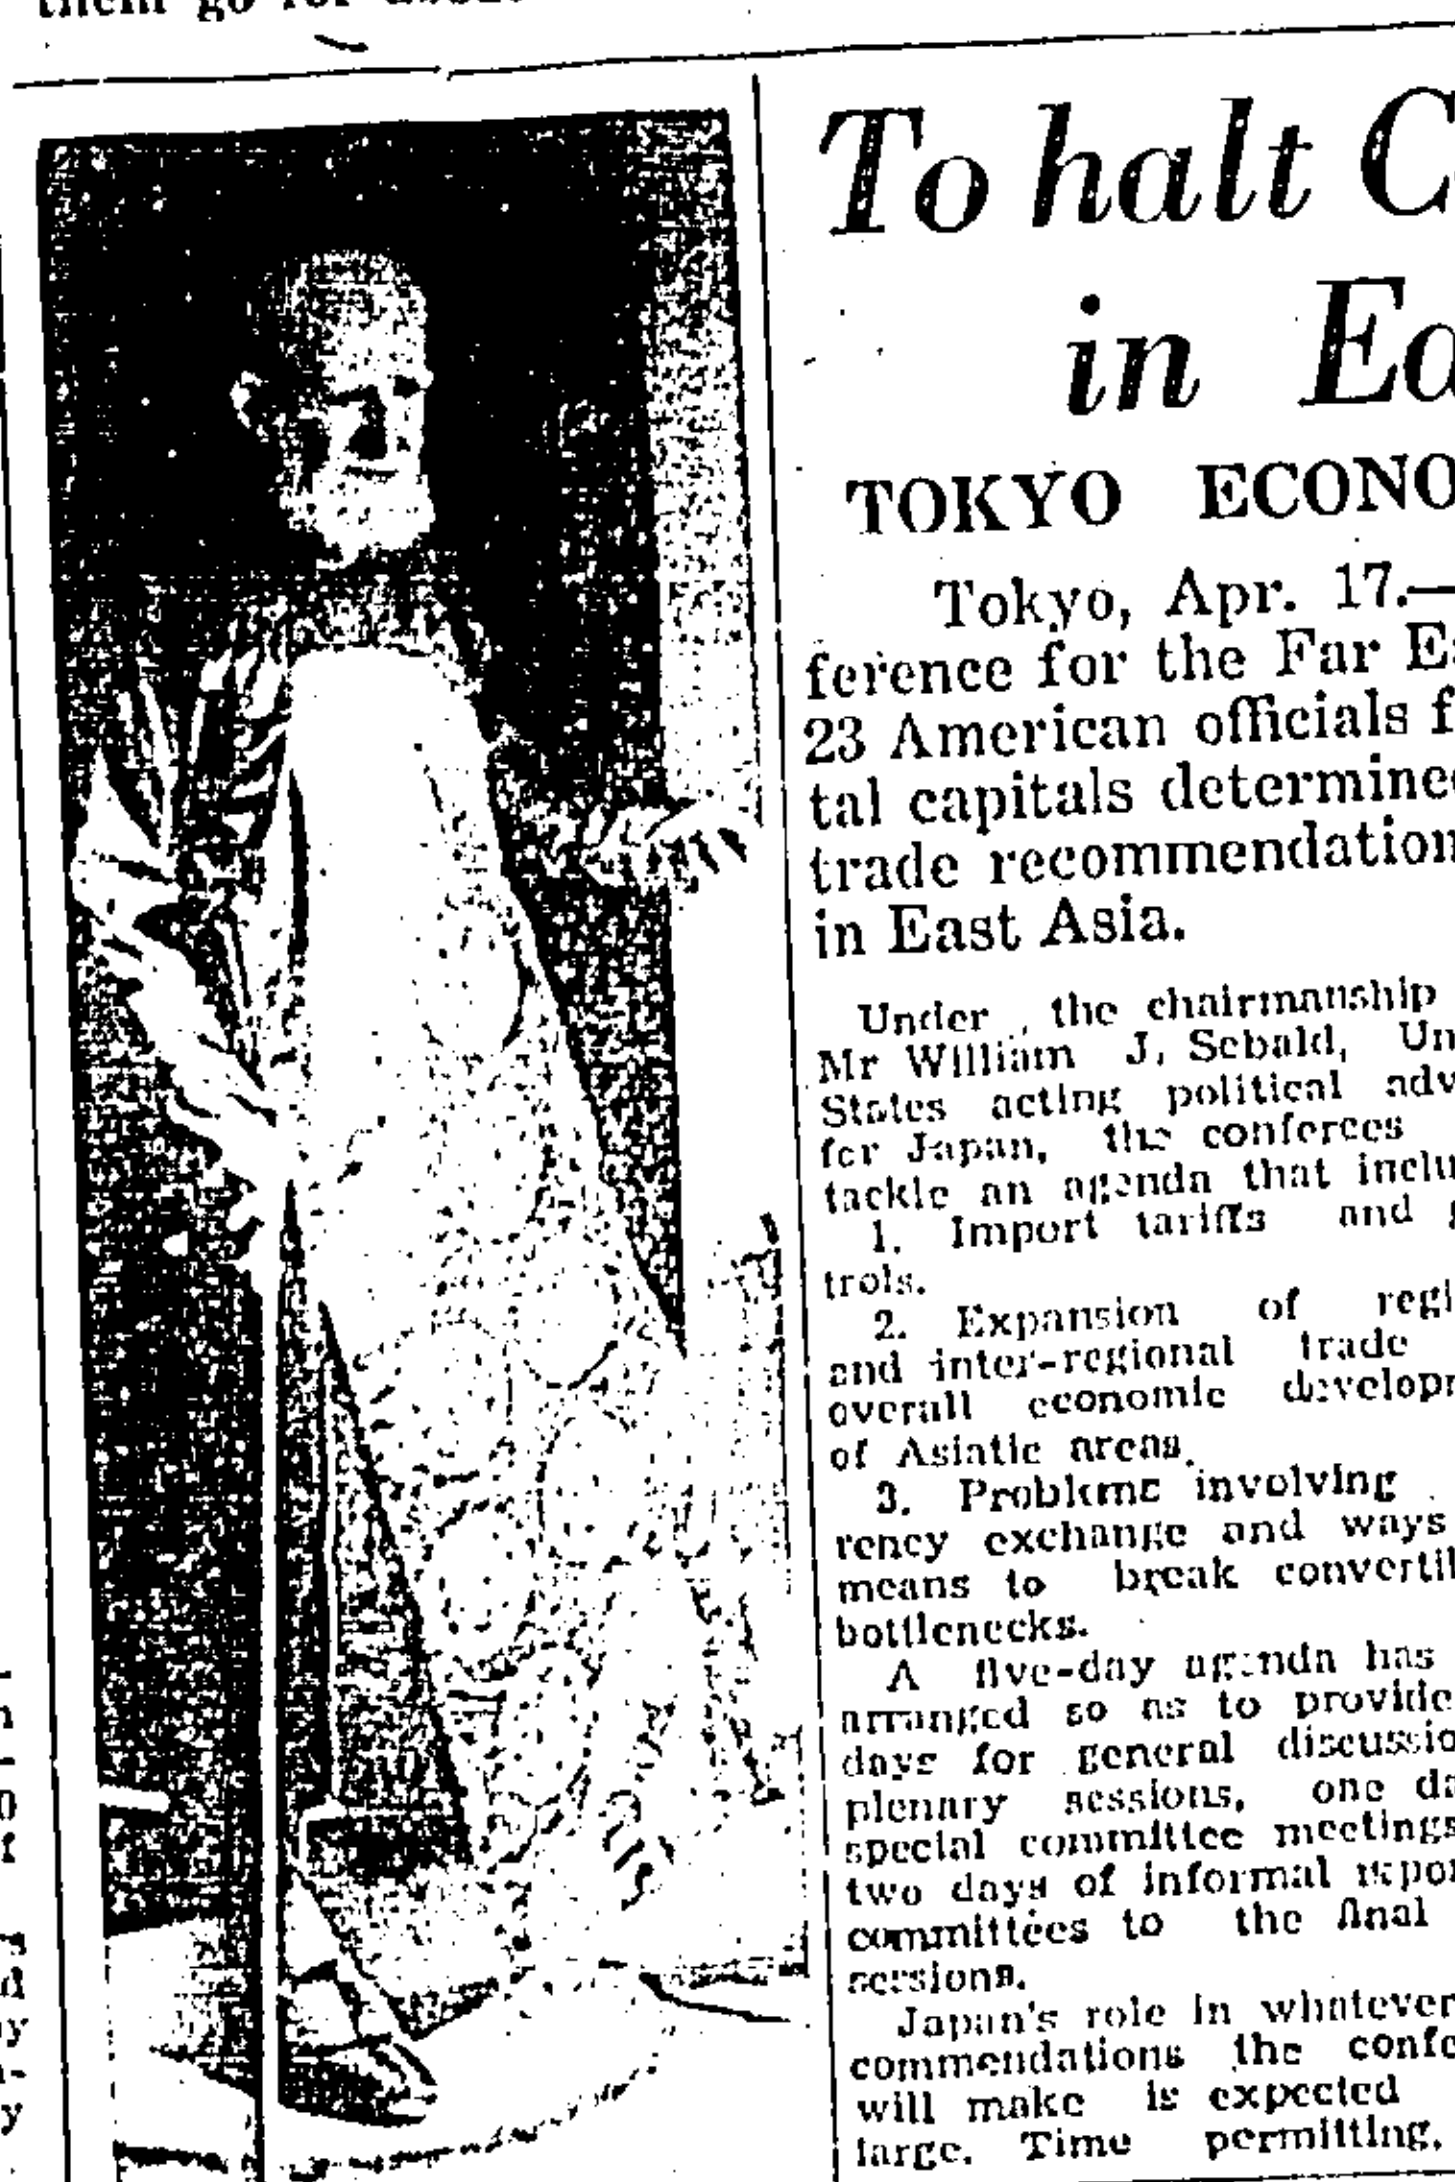 them go for about
To halt C
in Ea
TOKYO ECONO
Tokyo, Apr. 17.—
ference for the Far Ea
23 American officials f
tal capitals determine
trade recommendation
in East Asia.
Under the chairmanship
Mr William J. Sebald, Un
States acting political adv
for Japan, the conferees
tackle an agenda that inclu
1. Import tariffs and
trols.
2. Expansion of regi
and inter-regional trade
overall economic developm
of Asiatic areas.
3. Problems involving
rency exchange and ways
means to break convertib
bottlenecks.
A five-day agenda has
arranged so as to provide
days for general discussio
plenary sessions, one da
special committee meetings
two days of informal repor
committees to the final
sessions.
Japan's role in whatever
commendations the confe
will make is expected
large. Time permitting,